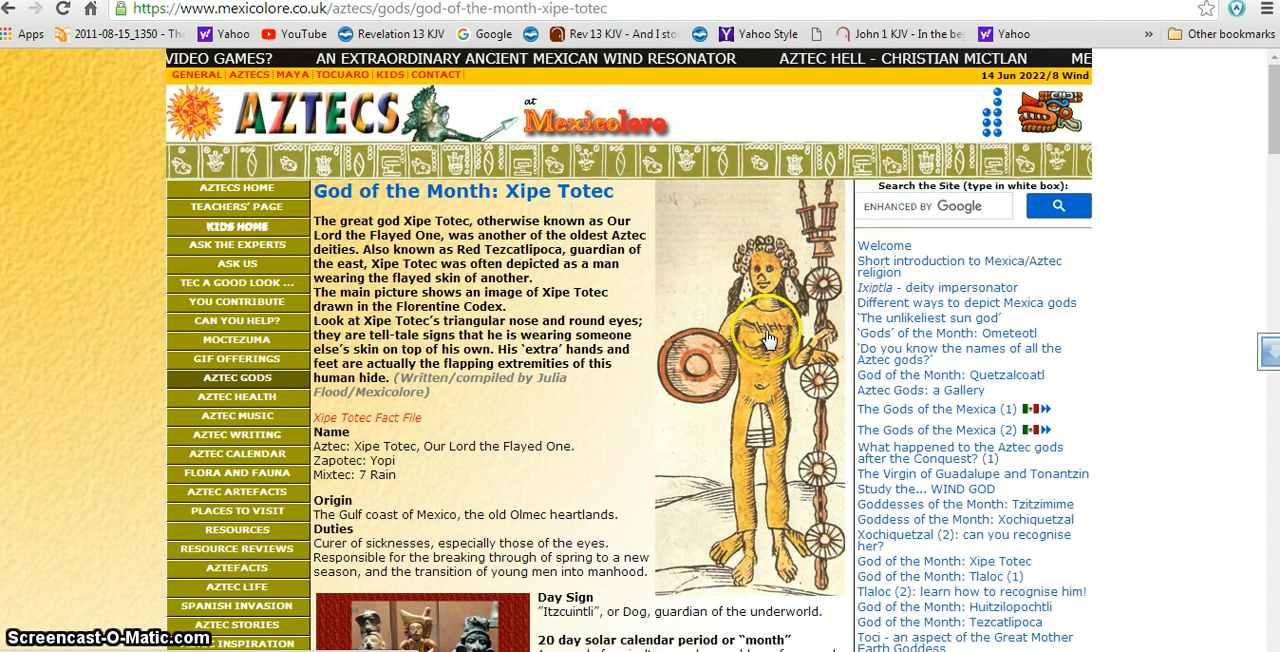 https://www.mexicolore.co.uk/aztecs/gods/god-of-the-month-xipe-totec
Apps 2011-08-15_1350 - The Yahoo! YouTube Revelation 13 KJV Google Rev 13 KJV - And I sto Yahoo Style John 1 KJV - In the be Yahoo » Other bookmarks
VIDEO GAMES? AN EXTRAORDINARY ANCIENT MEXICAN WIND RESONATOR AZTEC HELL - CHRISTIAN MICTLAN ME
GENERAL AZTECS MAYA TOCUARO KIDS CONTACT
14 Jun 2022/8 Wind
AZTECS at Mexicolore
AZTECS HOME
TEACHERS' PAGE
KIDS HOME
ASK THE EXPERTS
ASK US
TEC A GOOD LOOK ...
YOU CONTRIBUTE
CAN YOU HELP?
MOCTEZUMA
GIF OFFERINGS
AZTEC GODS
AZTEC HEALTH
AZTEC MUSIC
AZTEC WRITING
AZTEC CALENDAR
FLORA AND FAUNA
AZTEC ARTEFACTS
PLACES TO VISIT
RESOURCES
RESOURCE REVIEWS
AZTEFACTS
AZTEC LIFE
SPANISH INVASION
AZTEC STORIES
AZTEC INSPIRATION
God of the Month: Xipe Totec
The great god Xipe Totec, otherwise known as Our
Lord the Flayed One, was another of the oldest Aztec
deities. Also known as Red Tezcatlipoca, guardian of
the east, Xipe Totec was often depicted as a man
wearing the flayed skin of another.
The main picture shows an image of Xipe Totec
drawn in the Florentine Codex.
Look at Xipe Totec's triangular nose and round eyes;
they are tell-tale signs that he is wearing someone
else's skin on top of his own. His 'extra' hands and
feet are actually the flapping extremities of this
human hide. (Written/compiled by Julia
Flood/Mexicolore)
Xipe Totec Fact File
Name
Aztec: Xipe Totec, Our Lord the Flayed One.
Zapotec: Yopi
Mixtec: 7 Rain
Origin
The Gulf coast of Mexico, the old Olmec heartlands.
Duties
Curer of sicknesses, especially those of the eyes.
Responsible for the breaking through of spring to a new
season, and the transition of young men into manhood.
Day Sign
"Itzcuintli", or Dog, guardian of the underworld.
20 day solar calendar period or "month"
Search the Site (type in white box):
ENHANCED BY Google
Welcome
Short introduction to Mexica/Aztec
religion
Ixiptla - deity impersonator
Different ways to depict Mexica gods
'The unlikeliest sun god'
'Gods' of the Month: Ometeotl
'Do you know the names of all the
Aztec gods?'
God of the Month: Quetzalcoatl
Aztec Gods: a Gallery
The Gods of the Mexica (1)
The Gods of the Mexica (2)
What happened to the Aztec gods
after the Conquest? (1)
The Virgin of Guadalupe and Tonantzin
Study the... WIND GOD
Goddesses of the Month: Tzitzimime
Goddess of the Month: Xochiquetzal
Xochiquetzal (2): can you recognise
her?
God of the Month: Xipe Totec
God of the Month: Tlaloc (1)
Tlaloc (2): learn how to recognise him!
God of the Month: Huitzilopochtli
God of the Month: Tezcatlipoca
Toci - an aspect of the Great Mother
Earth Goddess
Screencast-O-Matic.com